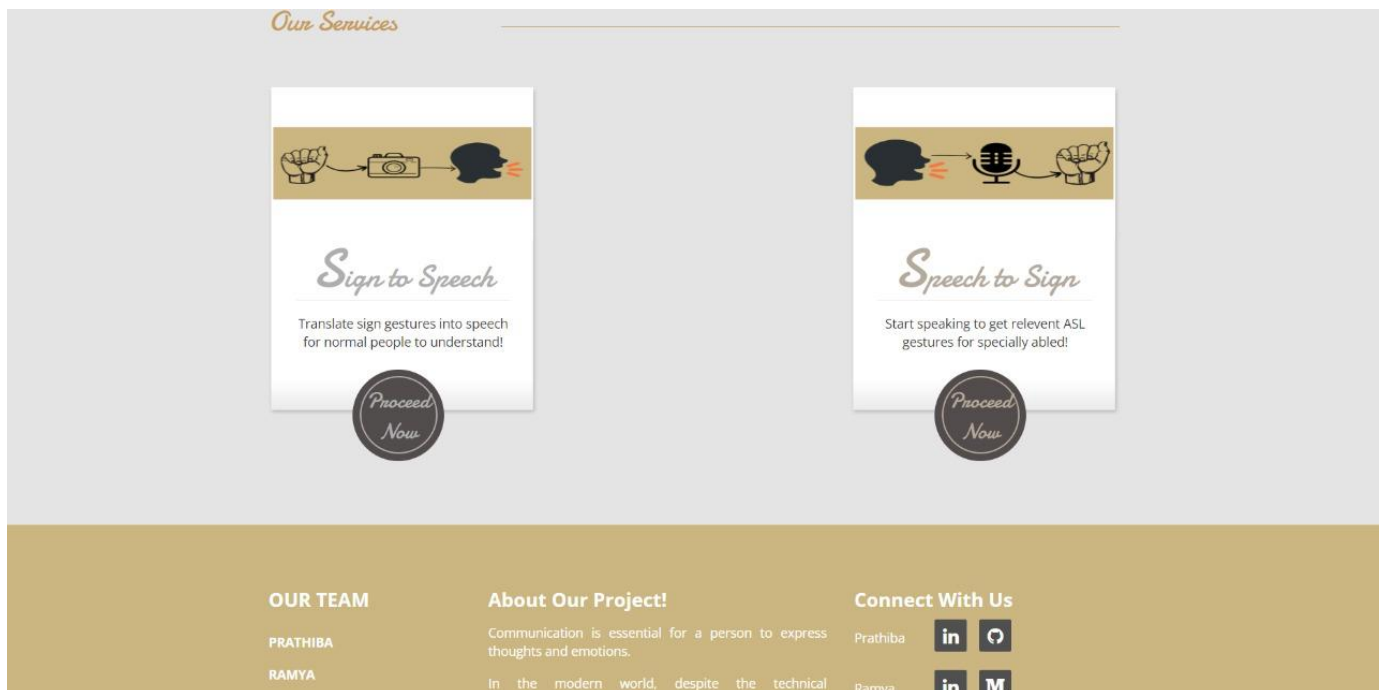 Our Services
Sign to Speech
Translate sign gestures into speech
for normal people to understand!
Proceed
Now
Speech to Sign
Start speaking to get relevent ASL
gestures for specially abled!
Proceed
Now
OUR TEAM
PRATHIBA
RAMYA
About Our Project!
Communication is essential for a person to express
thoughts and emotions.
In the modern world, despite the technical
Connect With Us
Prathiba in
Ramya in M